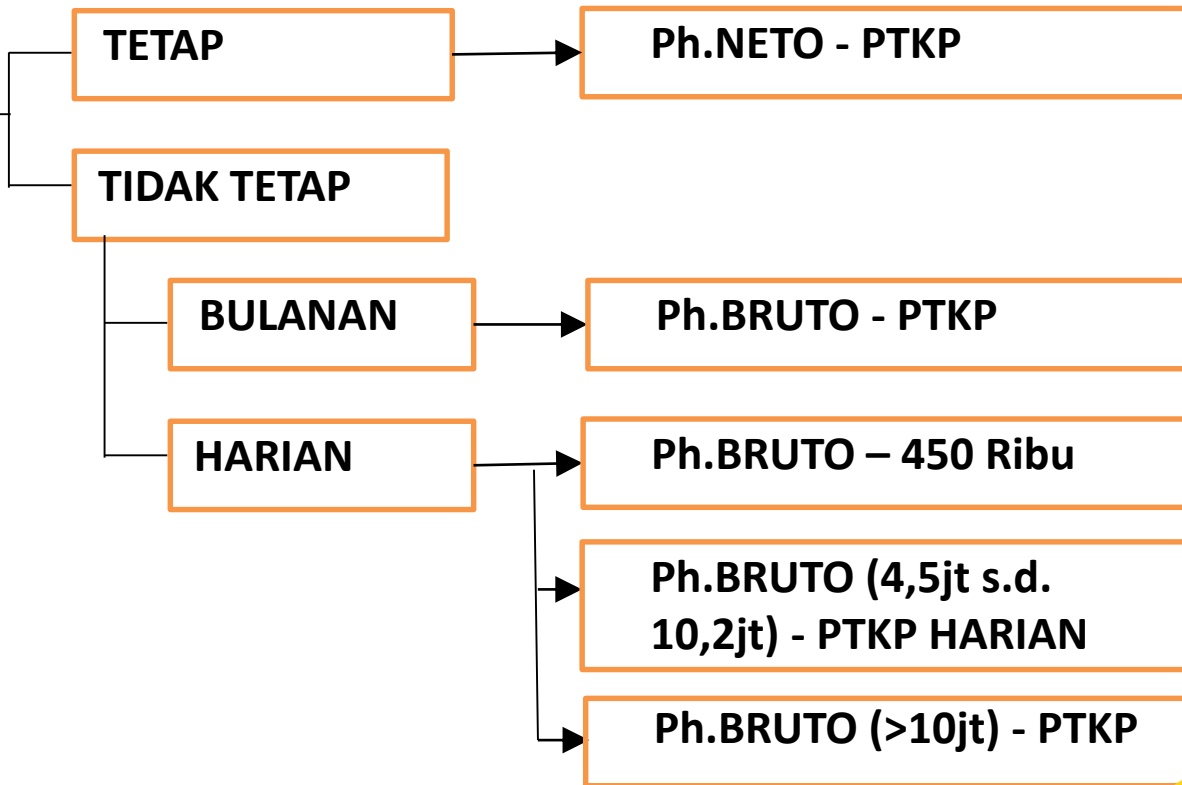 TETAP
Ph.NETO - PTKP
TIDAK TETAP
BULANAN
Ph.BRUTO - PTKP
HARIAN
Ph.BRUTO – 450 Ribu
Ph.BRUTO (4,5jt s.d.
10,2jt) - PTKP HARIAN
Ph.BRUTO (>10jt) - PTKP